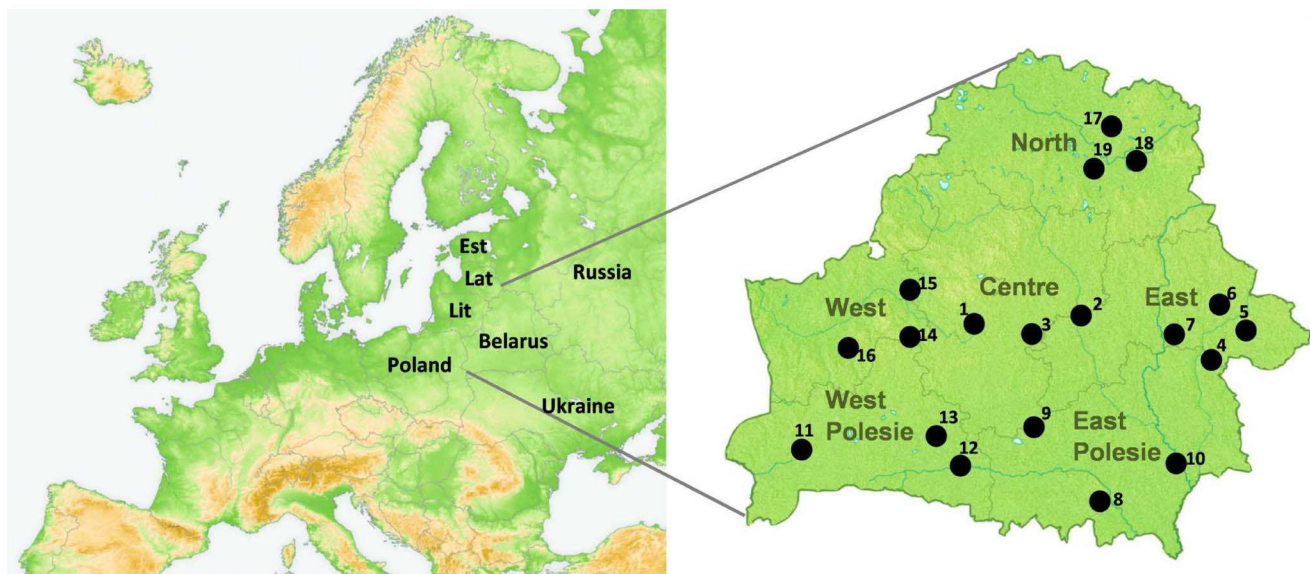 Est
Lat
Lit
Russia
Belarus
Poland
Ukraine
17
North
19
18
15
West
Centre
1
2
3
14
16
East
6
5
7
4
West
Polesie
13
9
East
Polesie
11
12
10
8